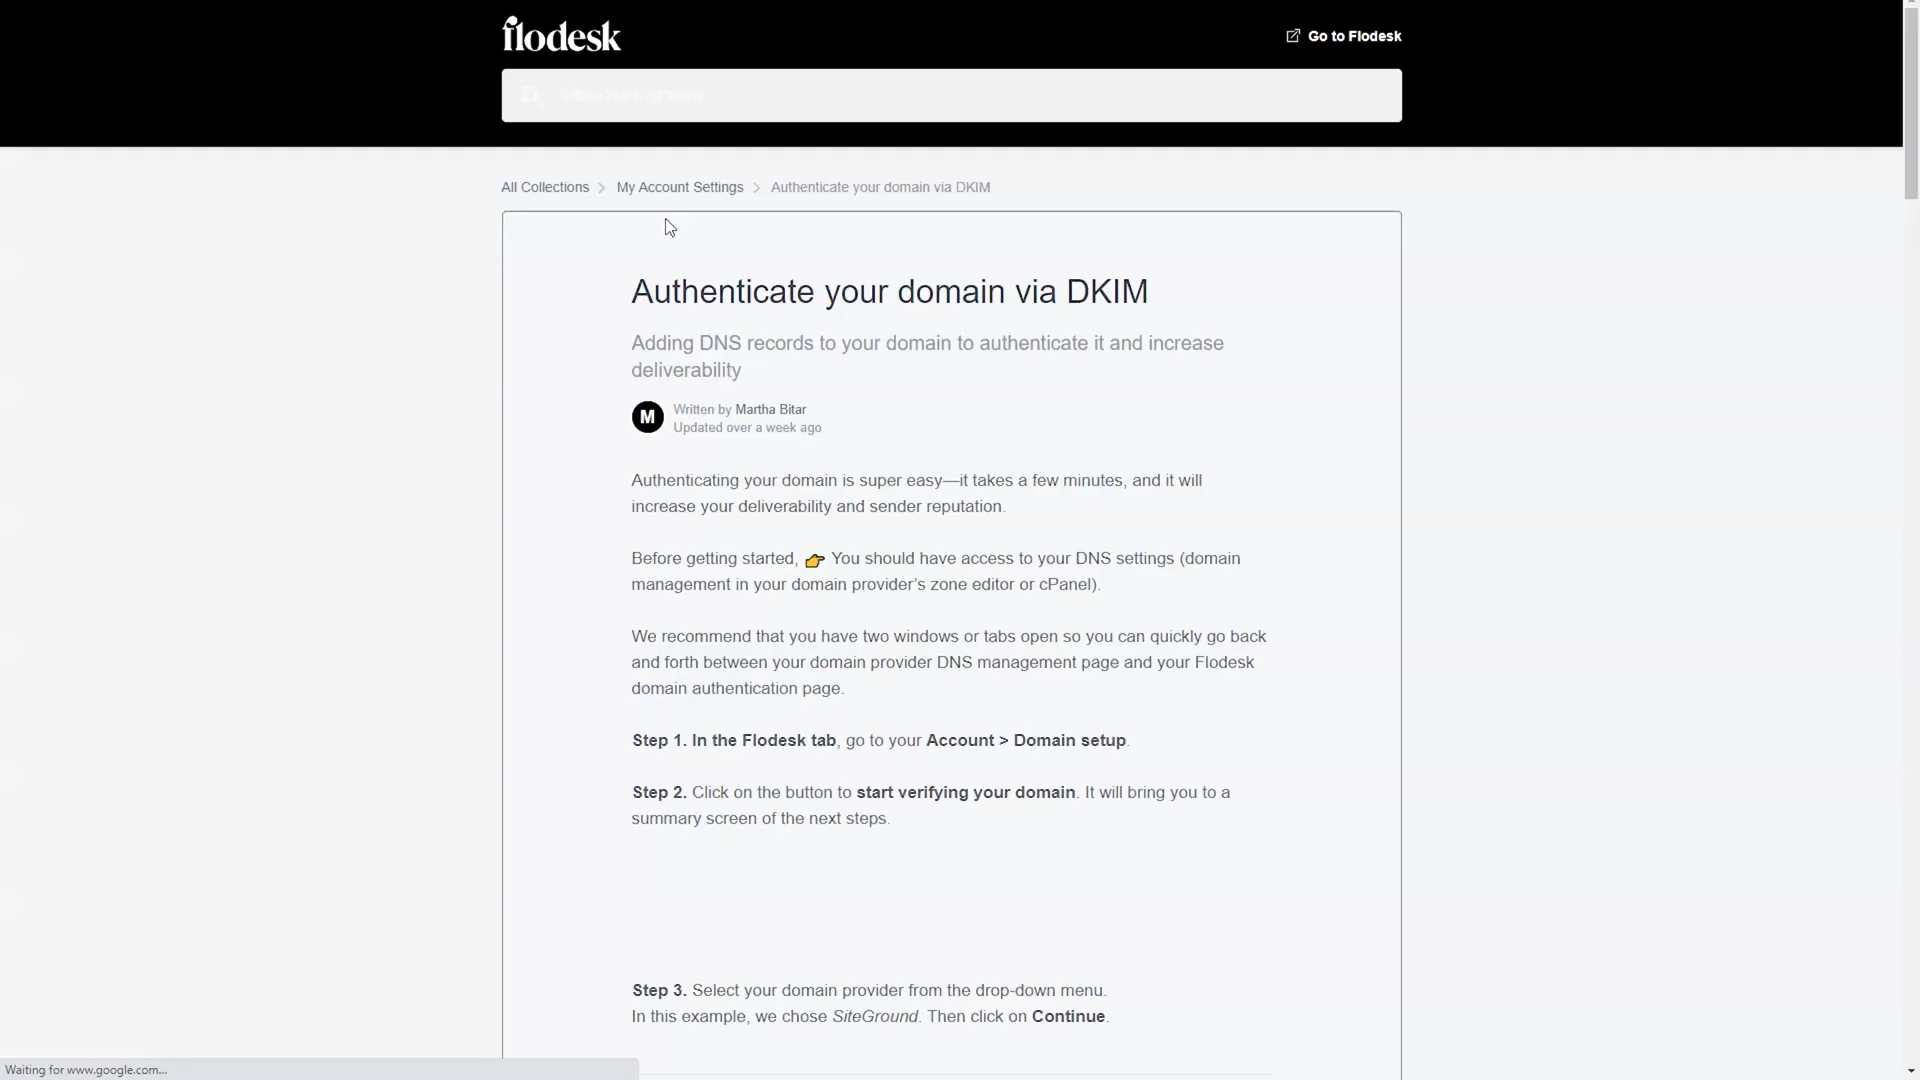 flodesk
Go to Flodesk
All Collections > My Account Settings > Authenticate your domain via DKIM
Authenticate your domain via DKIM
Adding DNS records to your domain to authenticate it and increase
deliverability
M
Written by Martha Bitar
Updated over a week ago
Authenticating your domain is super easy—it takes a few minutes, and it will
increase your deliverability and sender reputation.
Before getting started, 👉 You should have access to your DNS settings (domain
management in your domain provider’s zone editor or cPanel).
We recommend that you have two windows or tabs open so you can quickly go back
and forth between your domain provider DNS management page and your Flodesk
domain authentication page.
Step 1. In the Flodesk tab, go to your Account > Domain setup.
Step 2. Click on the button to start verifying your domain. It will bring you to a
summary screen of the next steps.
Step 3. Select your domain provider from the drop-down menu.
In this example, we chose SiteGround. Then click on Continue.
Waiting for www.google.com...